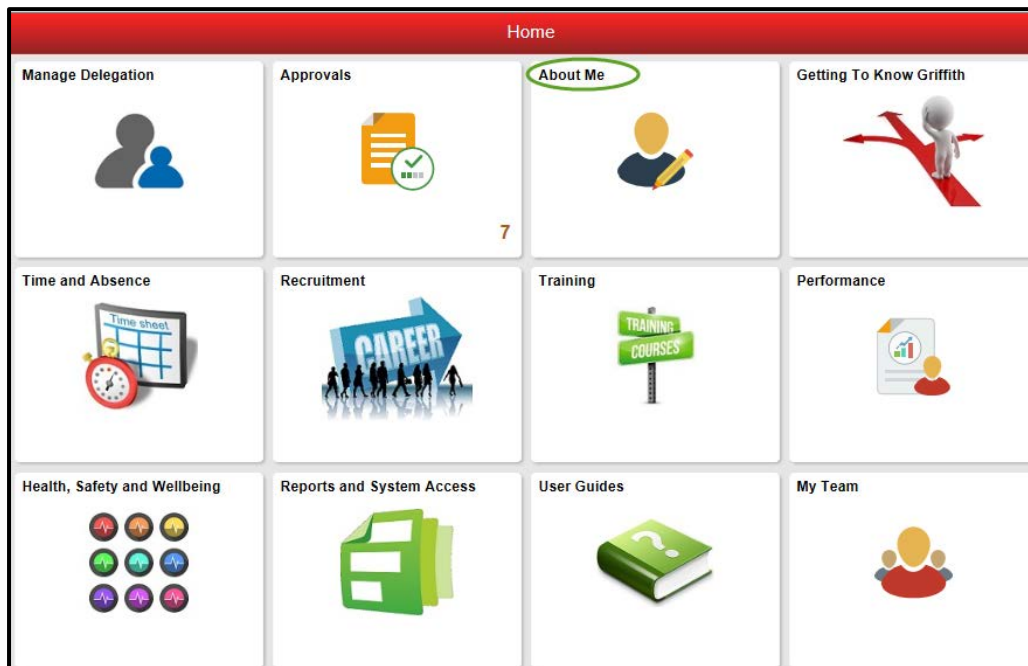 Home
Manage Delegation
Approvals
7
About Me
Getting To Know Griffith
Time and Absence
Time sheet
Recruitment
CAREER
Training
TRAINING
COURSES
Performance
Health, Safety and Wellbeing
Reports and System Access
User Guides
?
My Team